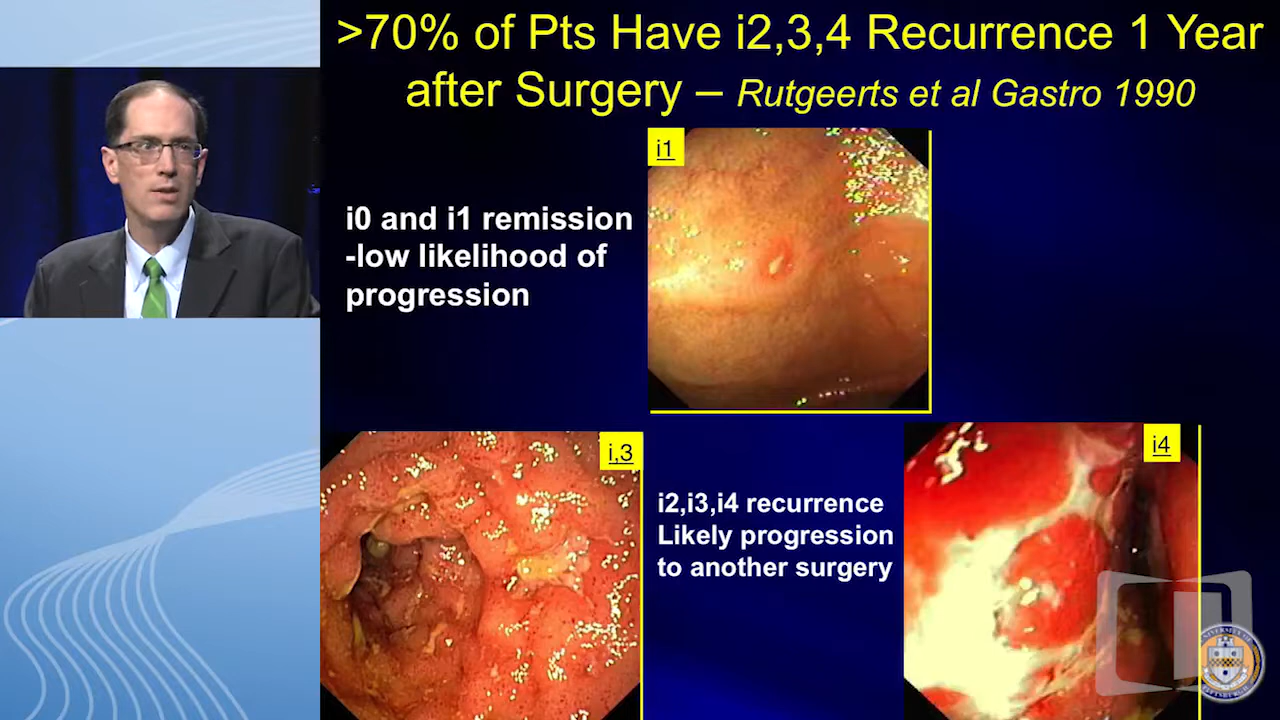 >70% of Pts Have i2,3,4 Recurrence 1 Year
after Surgery – Rutgeerts et al Gastro 1990
i1
i0 and i1 remission
-low likelihood of
progression
i,3
i4
i2,i3,i4 recurrence
Likely progression
to another surgery